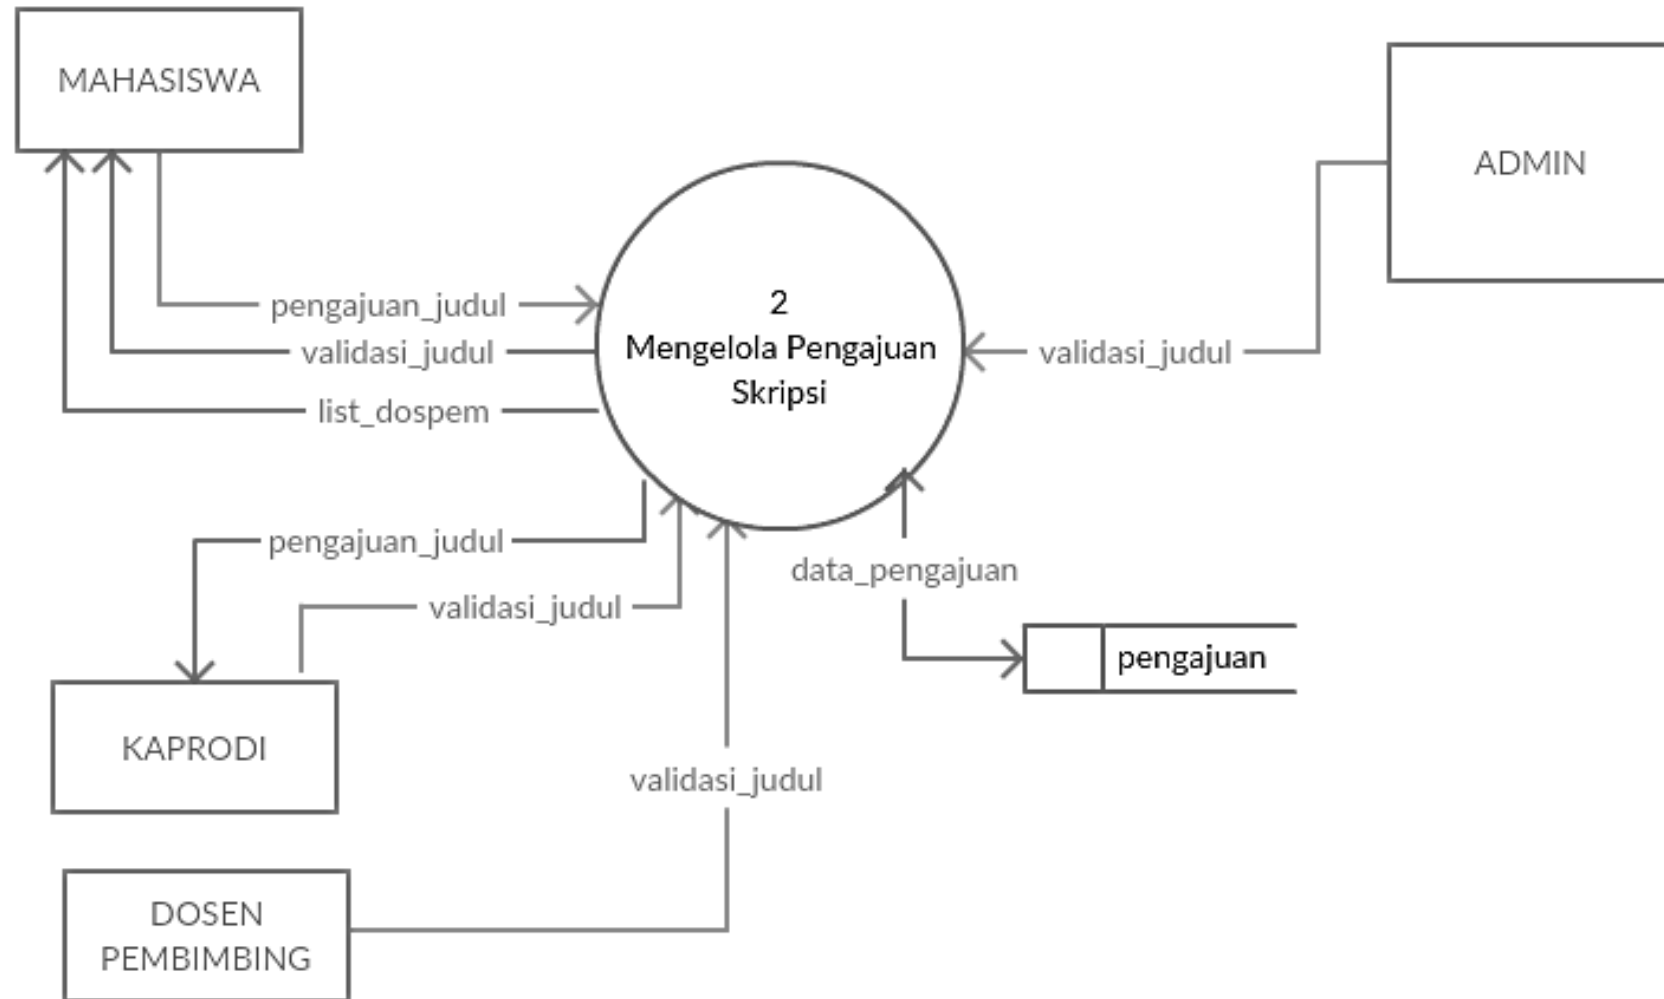 MAHASISWA
ADMIN
pengajuan_judul
validasi_judul
list_dospem
2
Mengelola Pengajuan
Skripsi
validasi_judul
pengajuan_judul
validasi_judul
data_pengajuan
pengajuan
KAPRODI
validasi_judul
DOSEN
PEMBIMBING